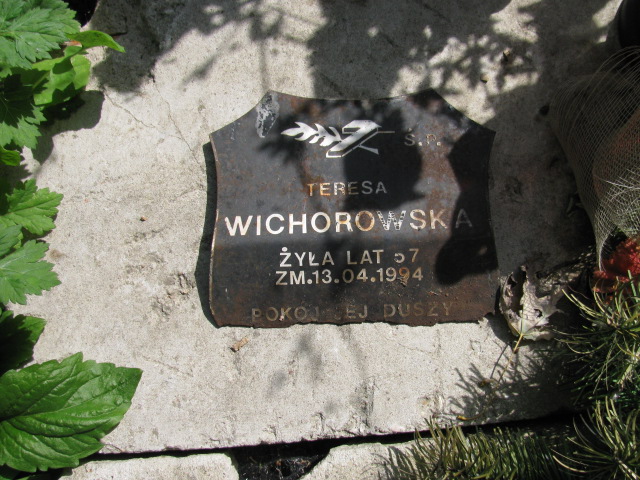 Ś.P.
TERESA
WICHOROWSKA
ŻYŁA LAT 57
ZM.13.04.1994
POKÓJ JEJ DUSZY